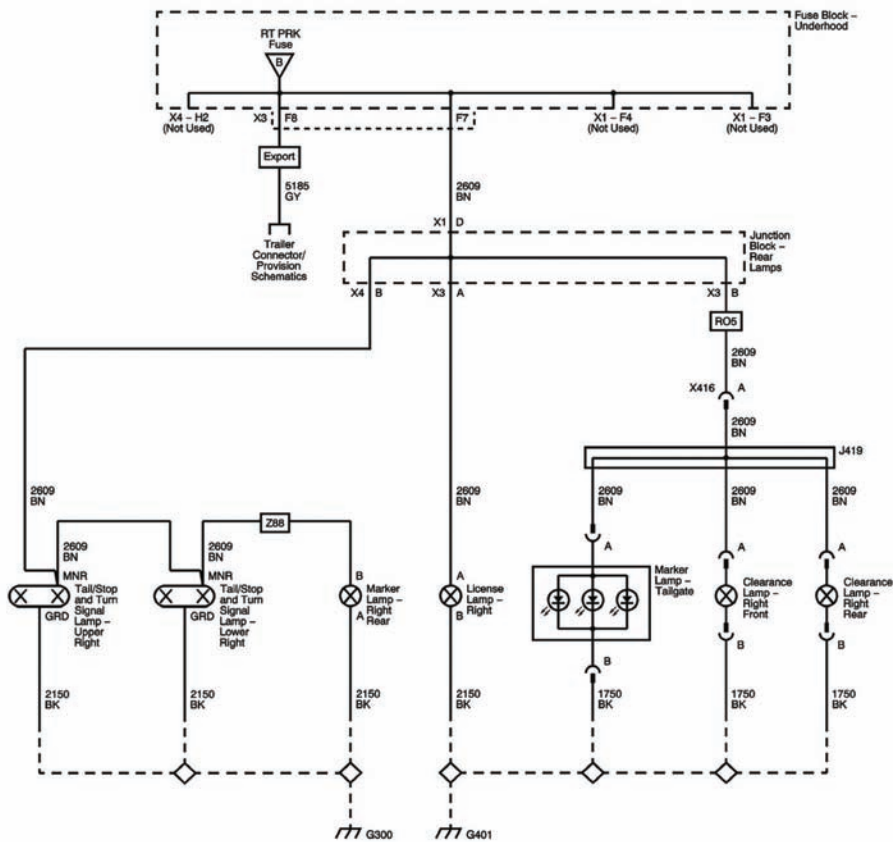 Fuse Block –
Underhood
RT PRK
Fuse
B
X4 – H2
(Not Used)
X3
F6
F7
X1 – F4
(Not Used)
X1 – F3
(Not Used)
Export
5185
GY
2609
BN
Trailer
Connector/
Provision
Schematics
X1
D
Junction
Block –
Rear
Lamps
X4
B
X3
A
X3
B
RO5
2609
BN
X416
A
2609
BN
J419
2609
BN
2609
BN
2609
BN
2609
BN
2609
BN
2609
BN
2609
BN
Z88
A
A
A
MNR
Tail/Stop
and Turn
Signal
Lamp –
Upper
Right
GRD
MNR
Tail/Stop
and Turn
Signal
Lamp –
Lower
Right
GRD
B
Marker
Lamp –
Right
Rear
A
A
License
Lamp –
Right
B
Marker
Lamp –
Tailgate
B
Clearance
Lamp –
Right
Front
B
Clearance
Lamp –
Right
Rear
B
2150
BK
2150
BK
2150
BK
2150
BK
1750
BK
1750
BK
1750
BK
G300
G401